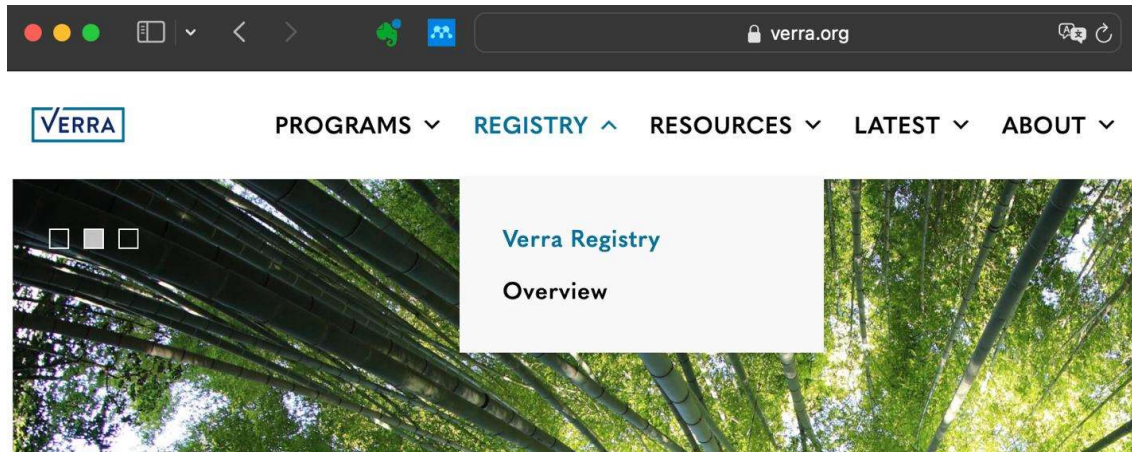 verra.org
VERRA
PROGRAMS REGISTRY RESOURCES LATEST ABOUT
Verra Registry
Overview